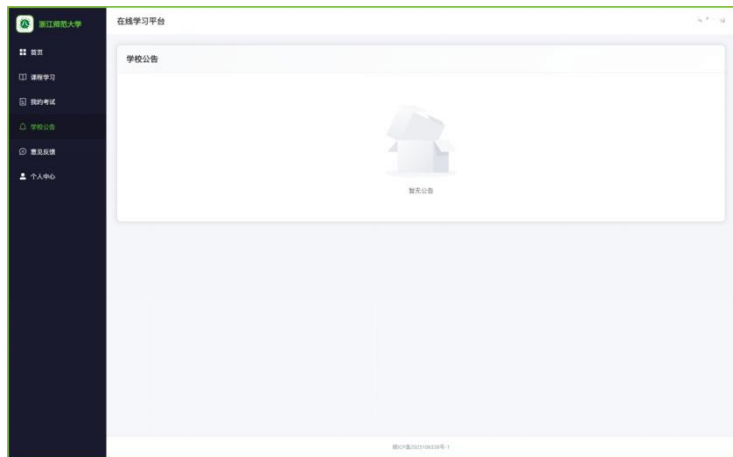 浙江师范大学
在线学习平台
首页
课程学习
我的考试
学校公告
意见反馈
个人中心
学校公告
暂无公告